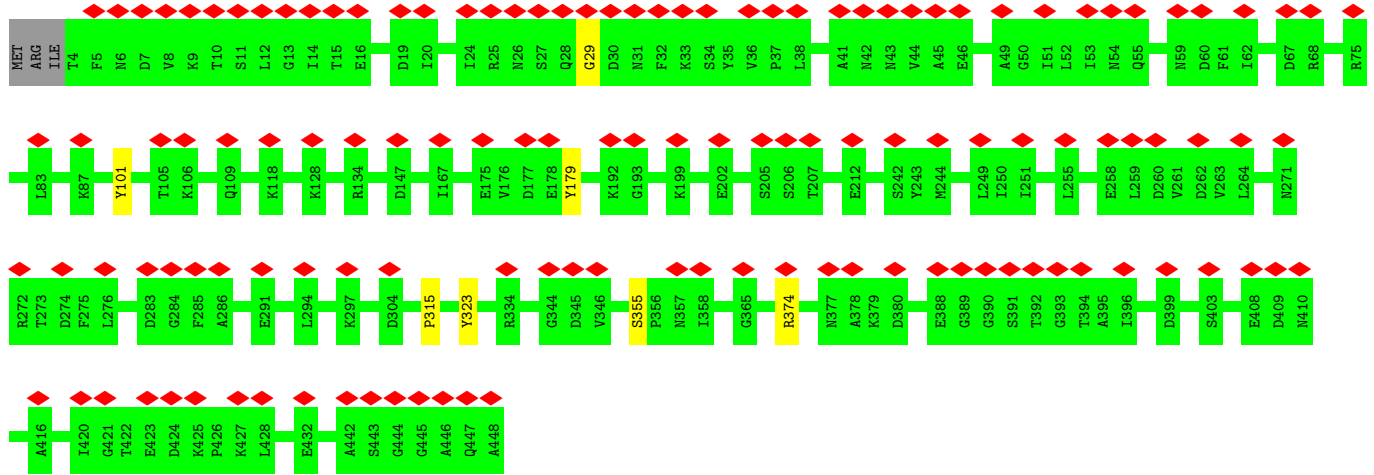 MET ARG ILE T4 F5 N6 D7 V8 K9 T10 S11 L12 G13 I14 T15 E16 D19 I20 I24 R25 N26 S27 Q28 G29 D30 N31 F32 K33 S34 Y35 V36 P37 L38 A41 N42 N43 V44 A45 E46 A49 G50 I51 L52 I53 N54 Q55 N59 D60 F61 I62 D67 R68 R75
L83 K87 Y101 T105 K106 Q109 K118 K128 R134 D147 I167 E175 V176 D177 E178 Y179 K192 G193 K199 E202 S205 S206 T207 E212 S242 Y243 M244 L249 I250 I251 L255 E258 L259 D260 V261 D262 V263 L264 N271
R272 T273 D274 F275 L276 D283 G284 F285 A286 E291 L294 K297 D304 P315 Y323 R334 G344 D345 V346 S355 P356 N357 I358 G365 R374 N377 A378 K379 D380 E388 G389 G390 S391 T392 G393 T394 A395 I396 D399 S403 E408 D409 N410
A416 I420 G421 T422 E423 D424 K425 P426 K427 L428 E432 A442 S443 G444 G445 A446 Q447 A448